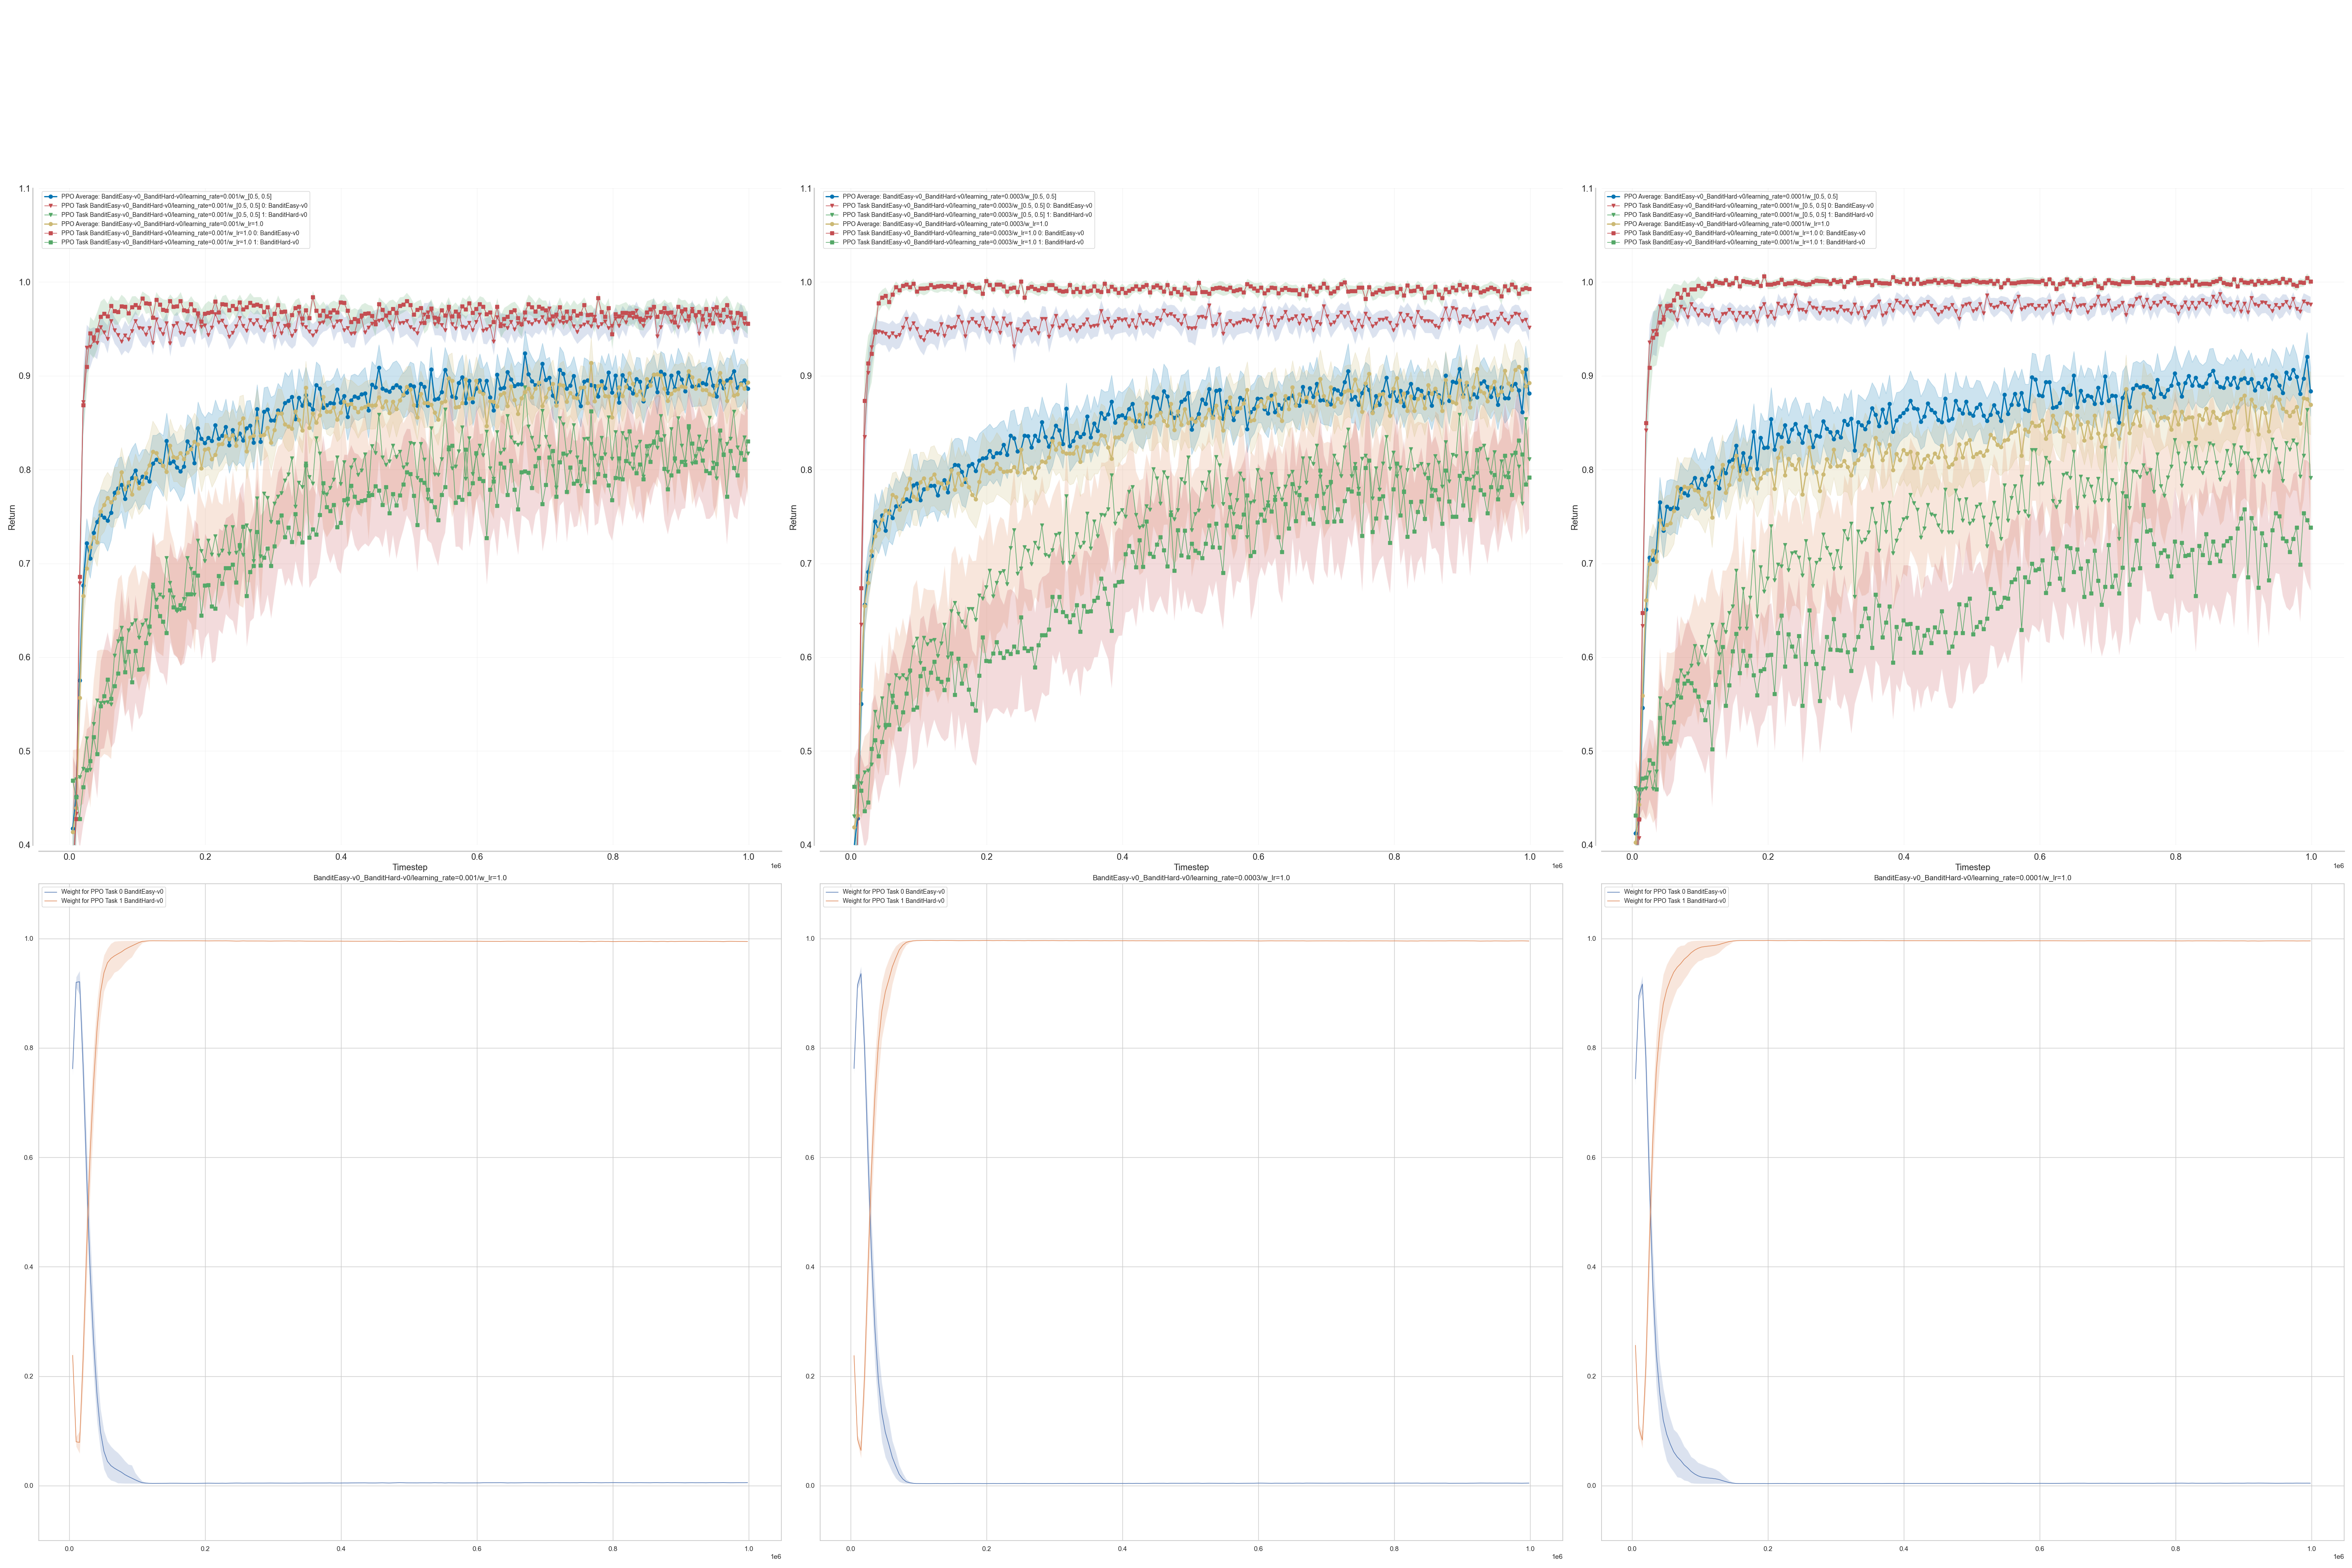 PPO Average: BanditEasy-v0_BanditHard-v0/learning_rate=0.001/w_[0.5, 0.5]
PPO Task BanditEasy-v0_BanditHard-v0/learning_rate=0.001/w_[0.5, 0.5] 0: BanditEasy-v0
PPO Task BanditEasy-v0_BanditHard-v0/learning_rate=0.001/w_[0.5, 0.5] 1: BanditHard-v0
PPO Average: BanditEasy-v0_BanditHard-v0/learning_rate=0.001/w_lr=1.0
PPO Task BanditEasy-v0_BanditHard-v0/learning_rate=0.001/w_lr=1.0 0: BanditEasy-v0
PPO Task BanditEasy-v0_BanditHard-v0/learning_rate=0.001/w_lr=1.0 1: BanditHard-v0
1.1
1.0
0.9
0.8
0.7
0.6
0.5
0.4
Return
0.0 0.2 0.4 0.6 0.8 1.0
Timestep
1e6
PPO Average: BanditEasy-v0_BanditHard-v0/learning_rate=0.0003/w_[0.5, 0.5]
PPO Task BanditEasy-v0_BanditHard-v0/learning_rate=0.0003/w_[0.5, 0.5] 0: BanditEasy-v0
PPO Task BanditEasy-v0_BanditHard-v0/learning_rate=0.0003/w_[0.5, 0.5] 1: BanditHard-v0
PPO Average: BanditEasy-v0_BanditHard-v0/learning_rate=0.0003/w_lr=1.0
PPO Task BanditEasy-v0_BanditHard-v0/learning_rate=0.0003/w_lr=1.0 0: BanditEasy-v0
PPO Task BanditEasy-v0_BanditHard-v0/learning_rate=0.0003/w_lr=1.0 1: BanditHard-v0
1.1
1.0
0.9
0.8
0.7
0.6
0.5
0.4
Return
0.0 0.2 0.4 0.6 0.8 1.0
Timestep
1e6
PPO Average: BanditEasy-v0_BanditHard-v0/learning_rate=0.0001/w_[0.5, 0.5]
PPO Task BanditEasy-v0_BanditHard-v0/learning_rate=0.0001/w_[0.5, 0.5] 0: BanditEasy-v0
PPO Task BanditEasy-v0_BanditHard-v0/learning_rate=0.0001/w_[0.5, 0.5] 1: BanditHard-v0
PPO Average: BanditEasy-v0_BanditHard-v0/learning_rate=0.0001/w_lr=1.0
PPO Task BanditEasy-v0_BanditHard-v0/learning_rate=0.0001/w_lr=1.0 0: BanditEasy-v0
PPO Task BanditEasy-v0_BanditHard-v0/learning_rate=0.0001/w_lr=1.0 1: BanditHard-v0
1.1
1.0
0.9
0.8
0.7
0.6
0.5
0.4
Return
0.0 0.2 0.4 0.6 0.8 1.0
Timestep
1e6
BanditEasy-v0_BanditHard-v0/learning_rate=0.001/w_lr=1.0
Weight for PPO Task 0 BanditEasy-v0
Weight for PPO Task 1 BanditHard-v0
1.0
0.8
0.6
0.4
0.2
0.0
0.0 0.2 0.4 0.6 0.8 1.0
1e6
BanditEasy-v0_BanditHard-v0/learning_rate=0.0003/w_lr=1.0
Weight for PPO Task 0 BanditEasy-v0
Weight for PPO Task 1 BanditHard-v0
1.0
0.8
0.6
0.4
0.2
0.0
0.0 0.2 0.4 0.6 0.8 1.0
1e6
BanditEasy-v0_BanditHard-v0/learning_rate=0.0001/w_lr=1.0
Weight for PPO Task 0 BanditEasy-v0
Weight for PPO Task 1 BanditHard-v0
1.0
0.8
0.6
0.4
0.2
0.0
0.0 0.2 0.4 0.6 0.8 1.0
1e6